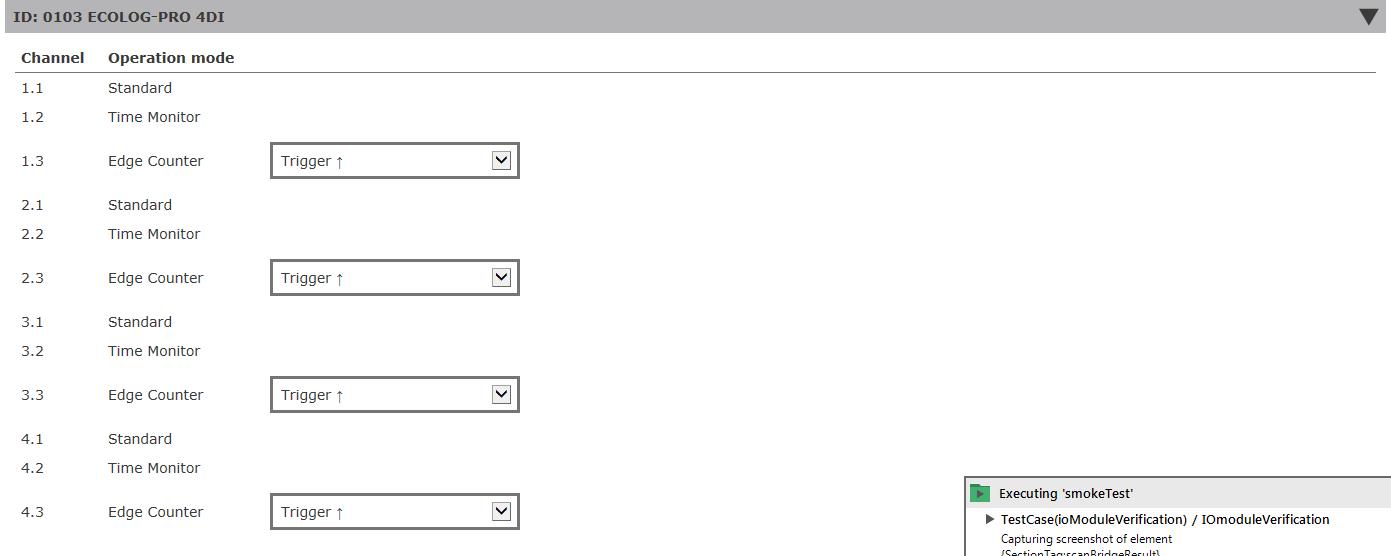 ID: 0103 ECOLOG-PRO 4DI
Channel Operation mode
1.1 Standard
1.2 Time Monitor
1.3 Edge Counter Trigger ↑
2.1 Standard
2.2 Time Monitor
2.3 Edge Counter Trigger ↑
3.1 Standard
3.2 Time Monitor
3.3 Edge Counter Trigger ↑
4.1 Standard
4.2 Time Monitor
4.3 Edge Counter Trigger ↑
Executing 'smokeTest'
TestCase(ioModuleVerification) / IOmoduleVerification
Capturing screenshot of element
{SectionTag:scanBridgeResult}